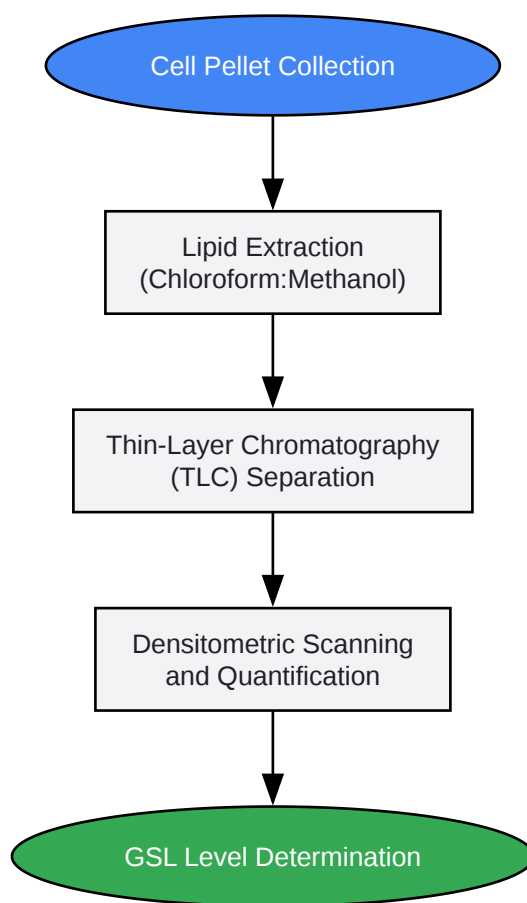 Cell Pellet Collection
Lipid Extraction
(Chloroform:Methanol)
Thin-Layer Chromatography
(TLC) Separation
Densitometric Scanning
and Quantification
GSL Level Determination